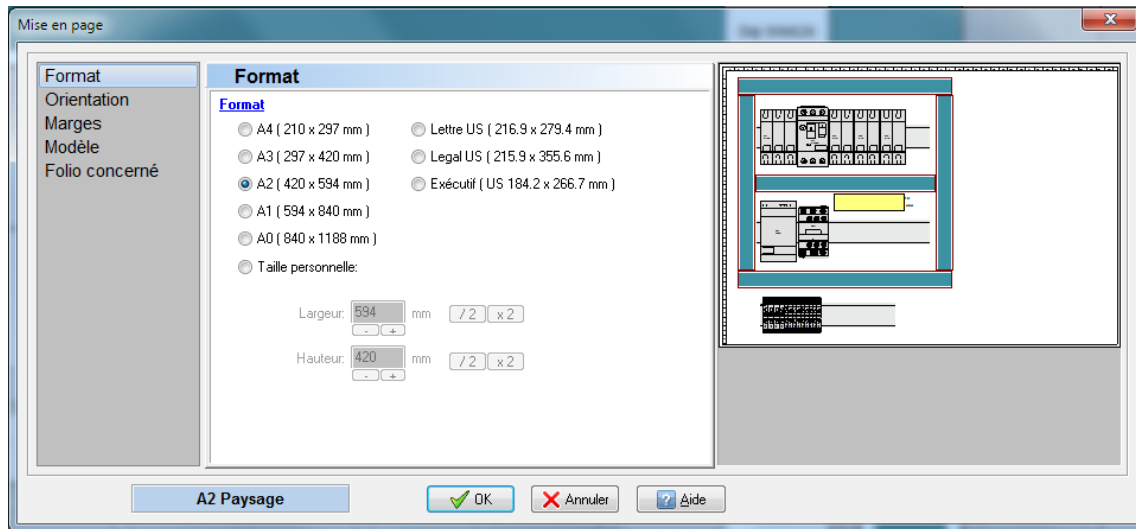 Mise en page
Format
Orientation
Marges
Modèle
Folio concerné
Format
Format
A4 ( 210 x 297 mm )
A3 ( 297 x 420 mm )
A2 ( 420 x 594 mm )
A1 ( 594 x 840 mm )
A0 ( 840 x 1188 mm )
Taille personnelle:
Lettre US ( 216.9 x 279.4 mm )
Legal US ( 215.9 x 355.6 mm )
Exécutif ( US 184.2 x 266.7 mm )
Largeur: 594 mm / 2 x 2
- +
Hauteur: 420 mm / 2 x 2
- +
A2 Paysage
OK
Annuler
Aide